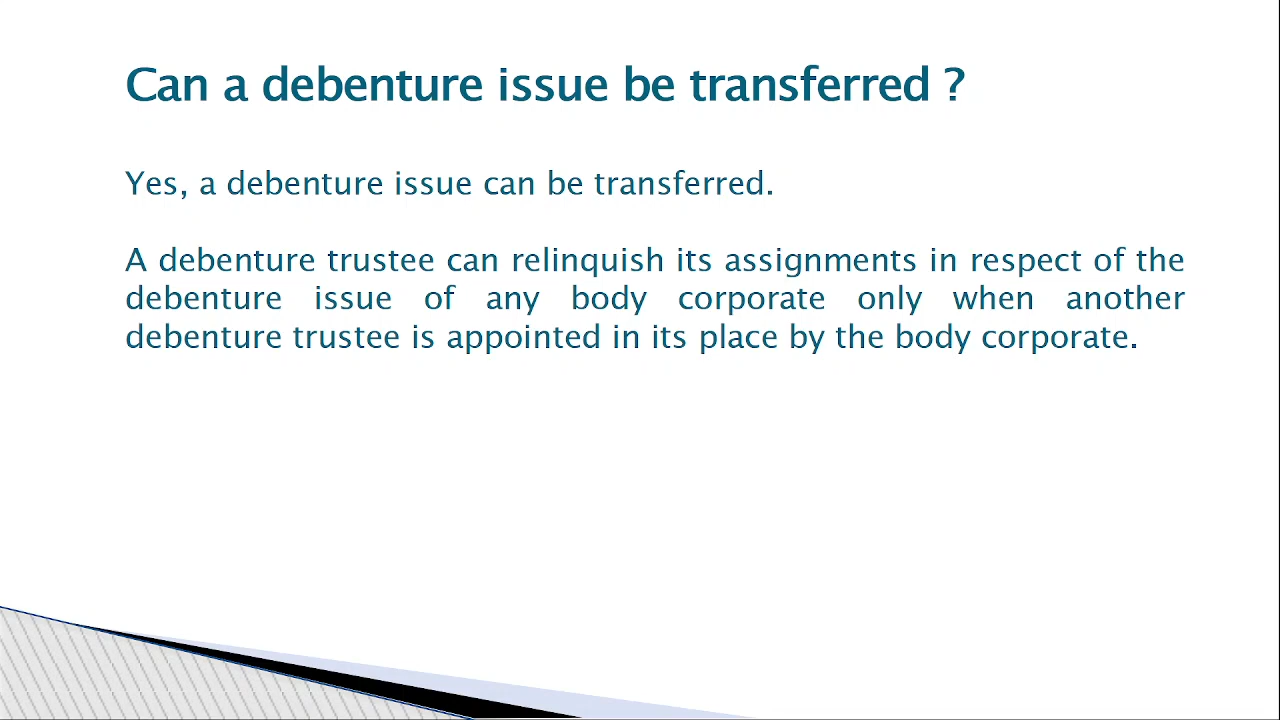 Can a debenture issue be transferred ?
Yes, a debenture issue can be transferred.
A debenture trustee can relinquish its assignments in respect of the
debenture issue of any body corporate only when another
debenture trustee is appointed in its place by the body corporate.